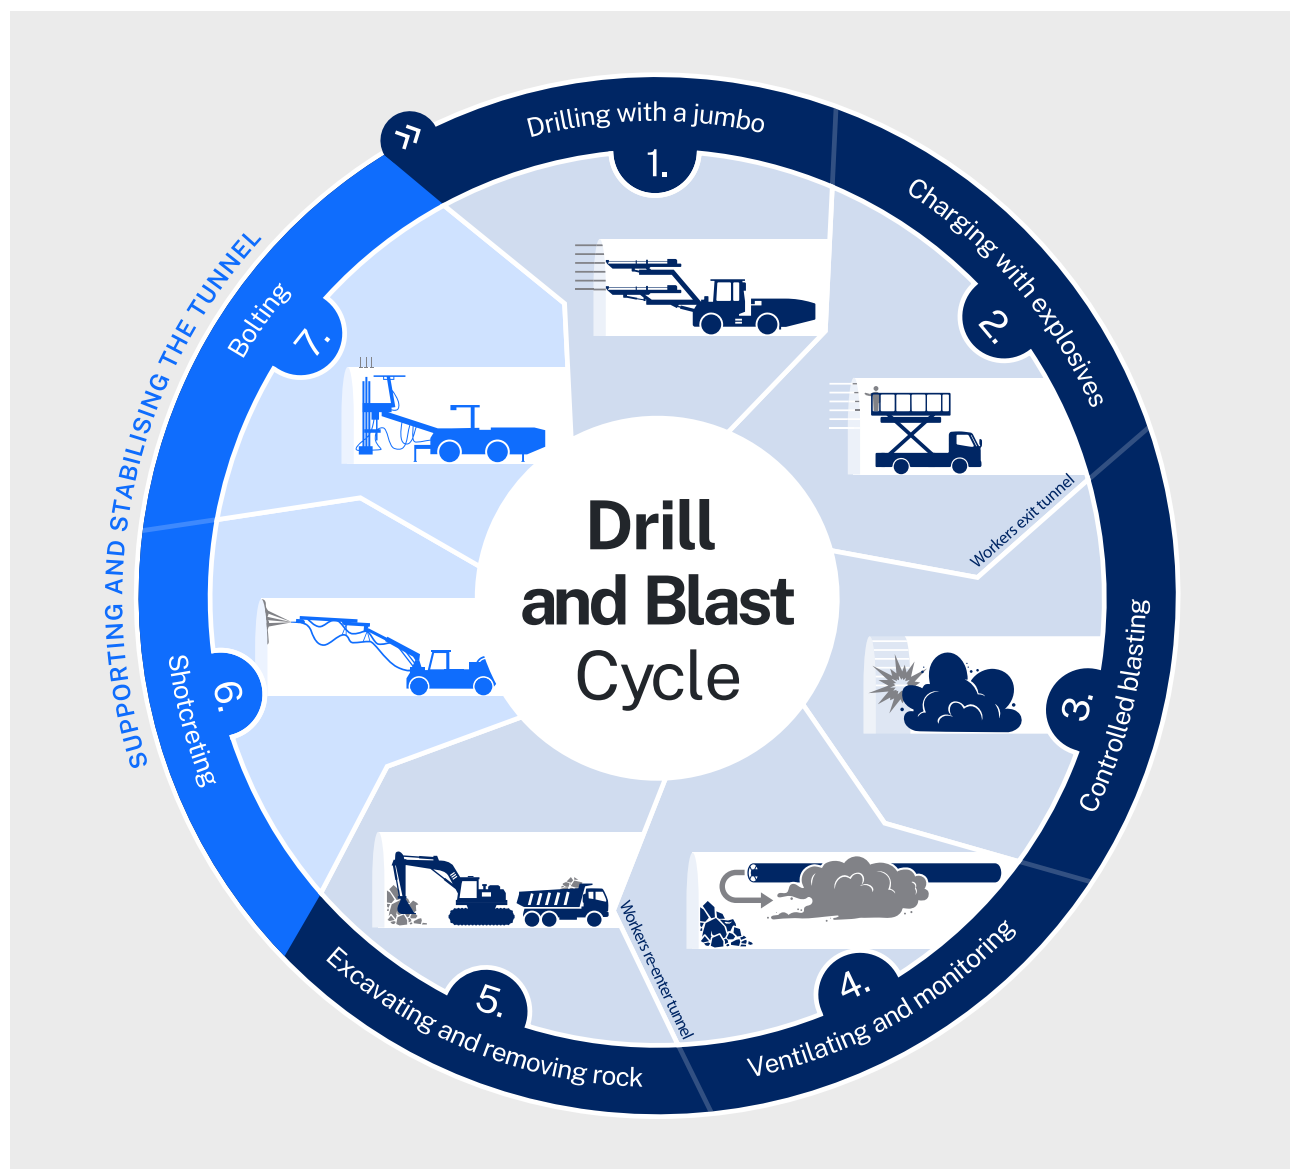 Drill
and Blast
Cycle
1.
Drilling with a jumbo
2.
Charging with explosives
Workers exit tunnel
3.
Controlled blasting
4.
Ventilating and monitoring
Workers re-enter tunnel
5.
Excavating and removing rock
6.
Shotcreting
7.
Bolting
SUPPORTING AND STABILISING THE TUNNEL